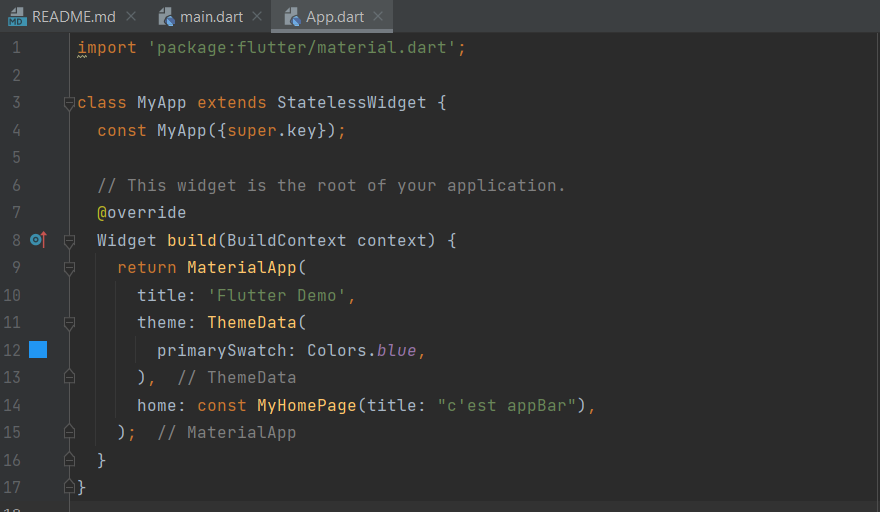 README.md main.dart App.dart
1 import 'package:flutter/material.dart';
2
3 class MyApp extends StatelessWidget {
4 const MyApp({super.key});
5
6 // This widget is the root of your application.
7 @override
8 Widget build(BuildContext context) {
9 return MaterialApp(
10 title: 'Flutter Demo',
11 theme: ThemeData(
12 primarySwatch: Colors.blue,
13 ), // ThemeData
14 home: const MyHomePage(title: "c'est appBar"),
15 ); // MaterialApp
16 }
17 }